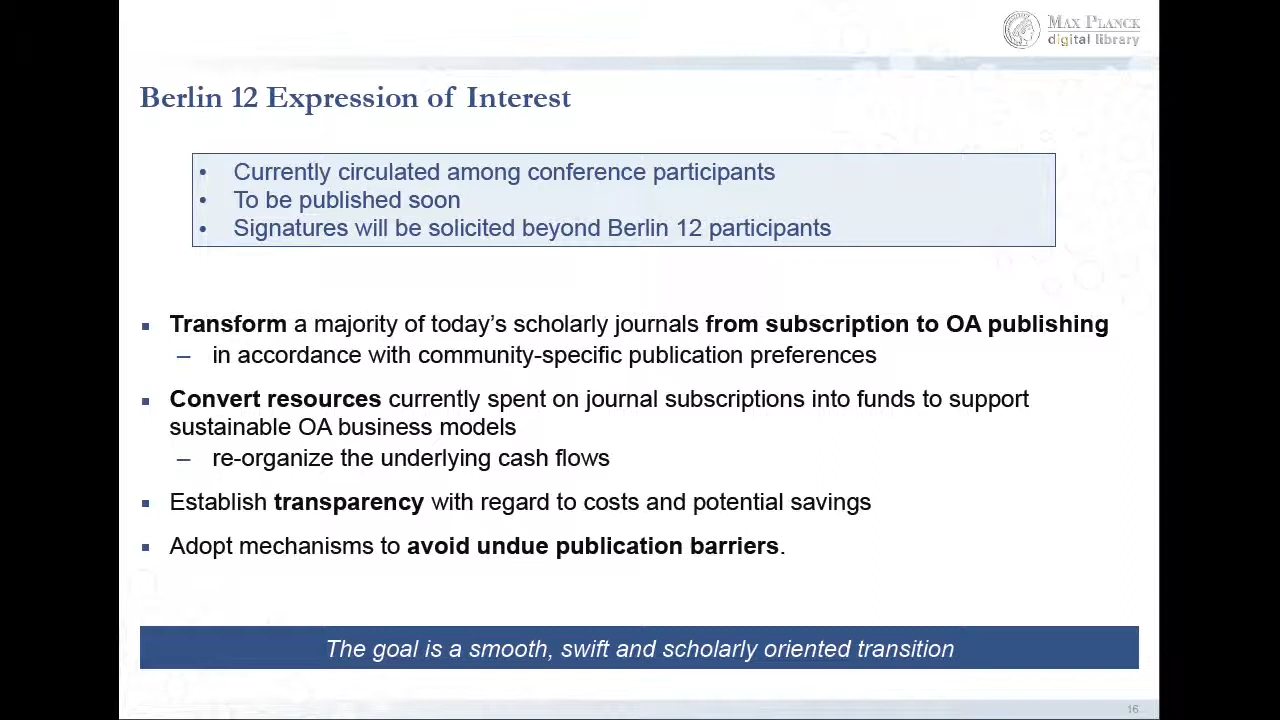 MAX PLANCK
digital library
Berlin 12 Expression of Interest
• Currently circulated among conference participants
• To be published soon
• Signatures will be solicited beyond Berlin 12 participants
▪ Transform a majority of today’s scholarly journals from subscription to OA publishing
– in accordance with community-specific publication preferences
▪ Convert resources currently spent on journal subscriptions into funds to support
sustainable OA business models
– re-organize the underlying cash flows
▪ Establish transparency with regard to costs and potential savings
▪ Adopt mechanisms to avoid undue publication barriers.
The goal is a smooth, swift and scholarly oriented transition
16